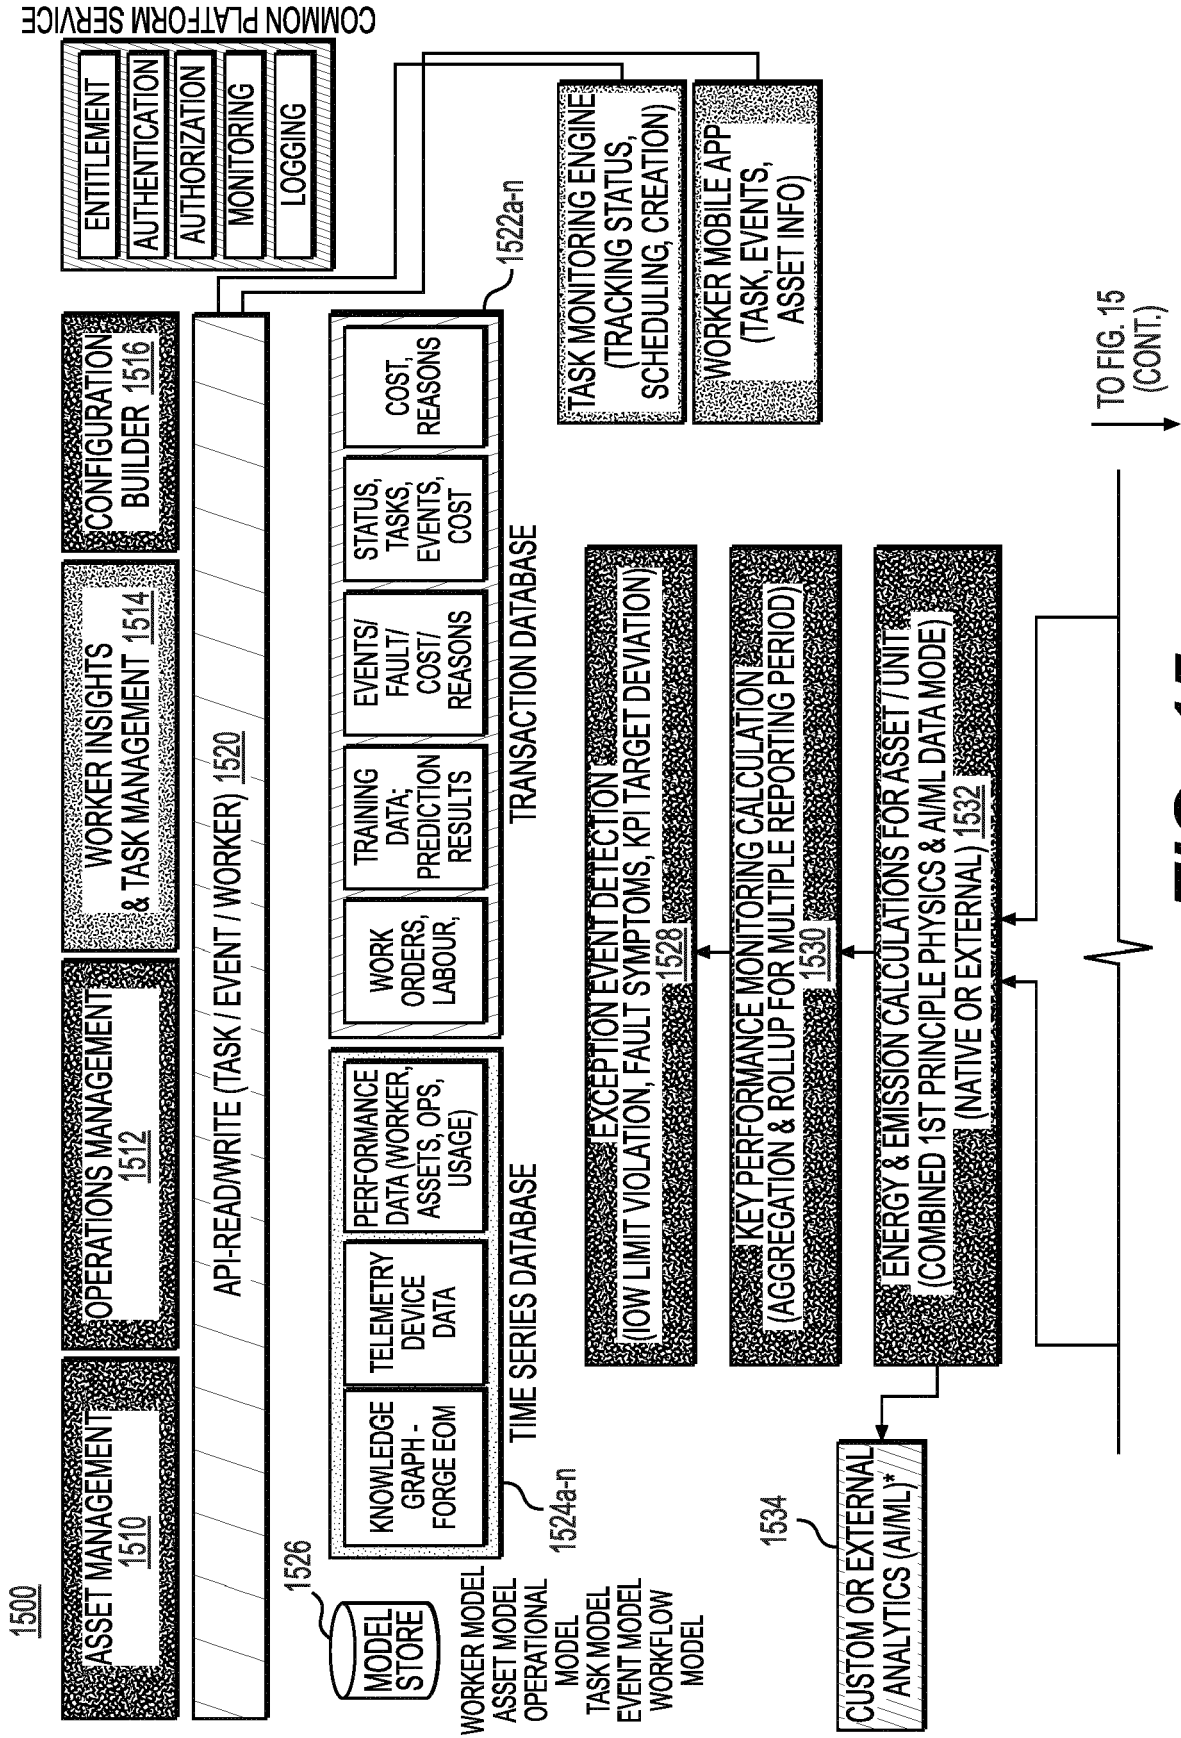 1500
ASSET MANAGEMENT
1510
OPERATIONS MANAGEMENT
1512
WORKER INSIGHTS
& TASK MANAGEMENT 1514
CONFIGURATION
BUILDER 1516
ENTITLEMENT
AUTHENTICATION
AUTHORIZATION
MONITORING
LOGGING
COMMON PLATFORM SERVICE
API-READ/WRITE (TASK / EVENT / WORKER) 1520
1526
MODEL
STORE
WORKER MODEL
ASSET MODEL
OPERATIONAL
MODEL
TASK MODEL
EVENT MODEL
WORKFLOW
MODEL
KNOWLEDGE
GRAPH -
FORGE EOM
TELEMETRY
DEVICE
DATA
PERFORMANCE
DATA (WORKER,
ASSETS, OPS,
USAGE)
TIME SERIES DATABASE
1524a-n
WORK
ORDERS,
LABOUR,
TRAINING
DATA;
PREDICTION
RESULTS
EVENTS/
FAULT/
COST/
REASONS
STATUS,
TASKS,
EVENTS,
COST
COST,
REASONS
TRANSACTION DATABASE
1522a-n
TASK MONITORING ENGINE
(TRACKING STATUS,
SCHEDULING, CREATION)
WORKER MOBILE APP
(TASK, EVENTS,
ASSET INFO)
EXCEPTION EVENT DETECTION
(IOW LIMIT VIOLATION, FAULT SYMPTOMS, KPI TARGET DEVIATION)
1528
KEY PERFORMANCE MONITORING CALCULATION
(AGGREGATION & ROLLUP FOR MULTIPLE REPORTING PERIOD)
1530
ENERGY & EMISSION CALCULATIONS FOR ASSET / UNIT
(COMBINED 1ST PRINCIPLE PHYSICS & AI/ML DATA MODE)
(NATIVE OR EXTERNAL) 1532
1534
CUSTOM OR EXTERNAL
ANALYTICS (AI/ML)*
TO FIG. 15
(CONT.)